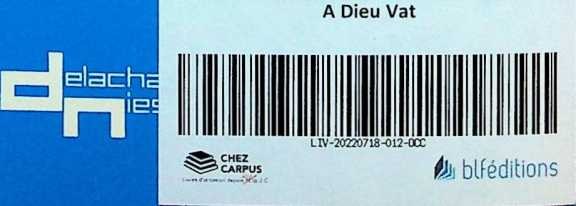 A Dieu Vat
delacha
nies
LIV-20220718-012-OCC
CHEZ
CARPUS
blféditions